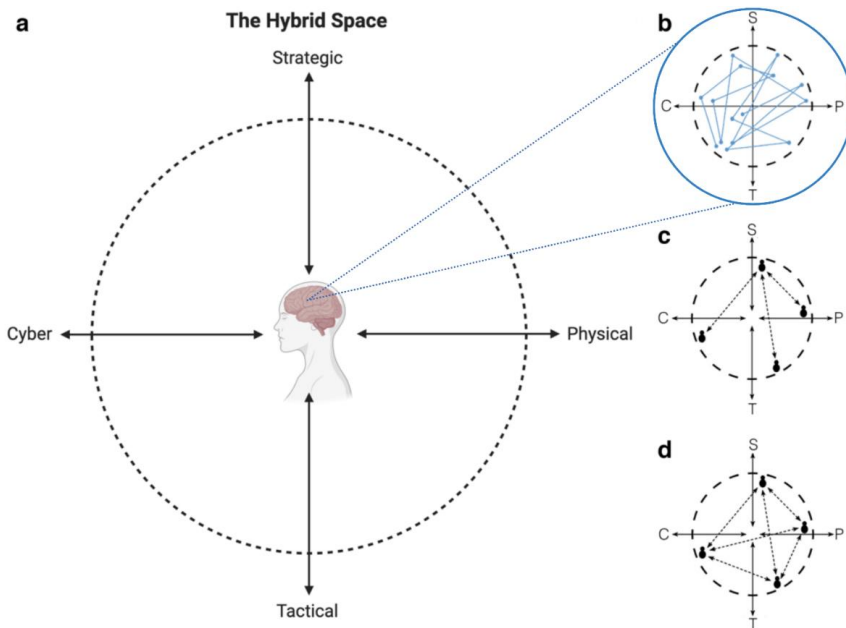 a
The Hybrid Space
Strategic
Cyber
Physical
Tactical
b
S
C
P
T
c
S
C
P
T
d
S
C
P
T